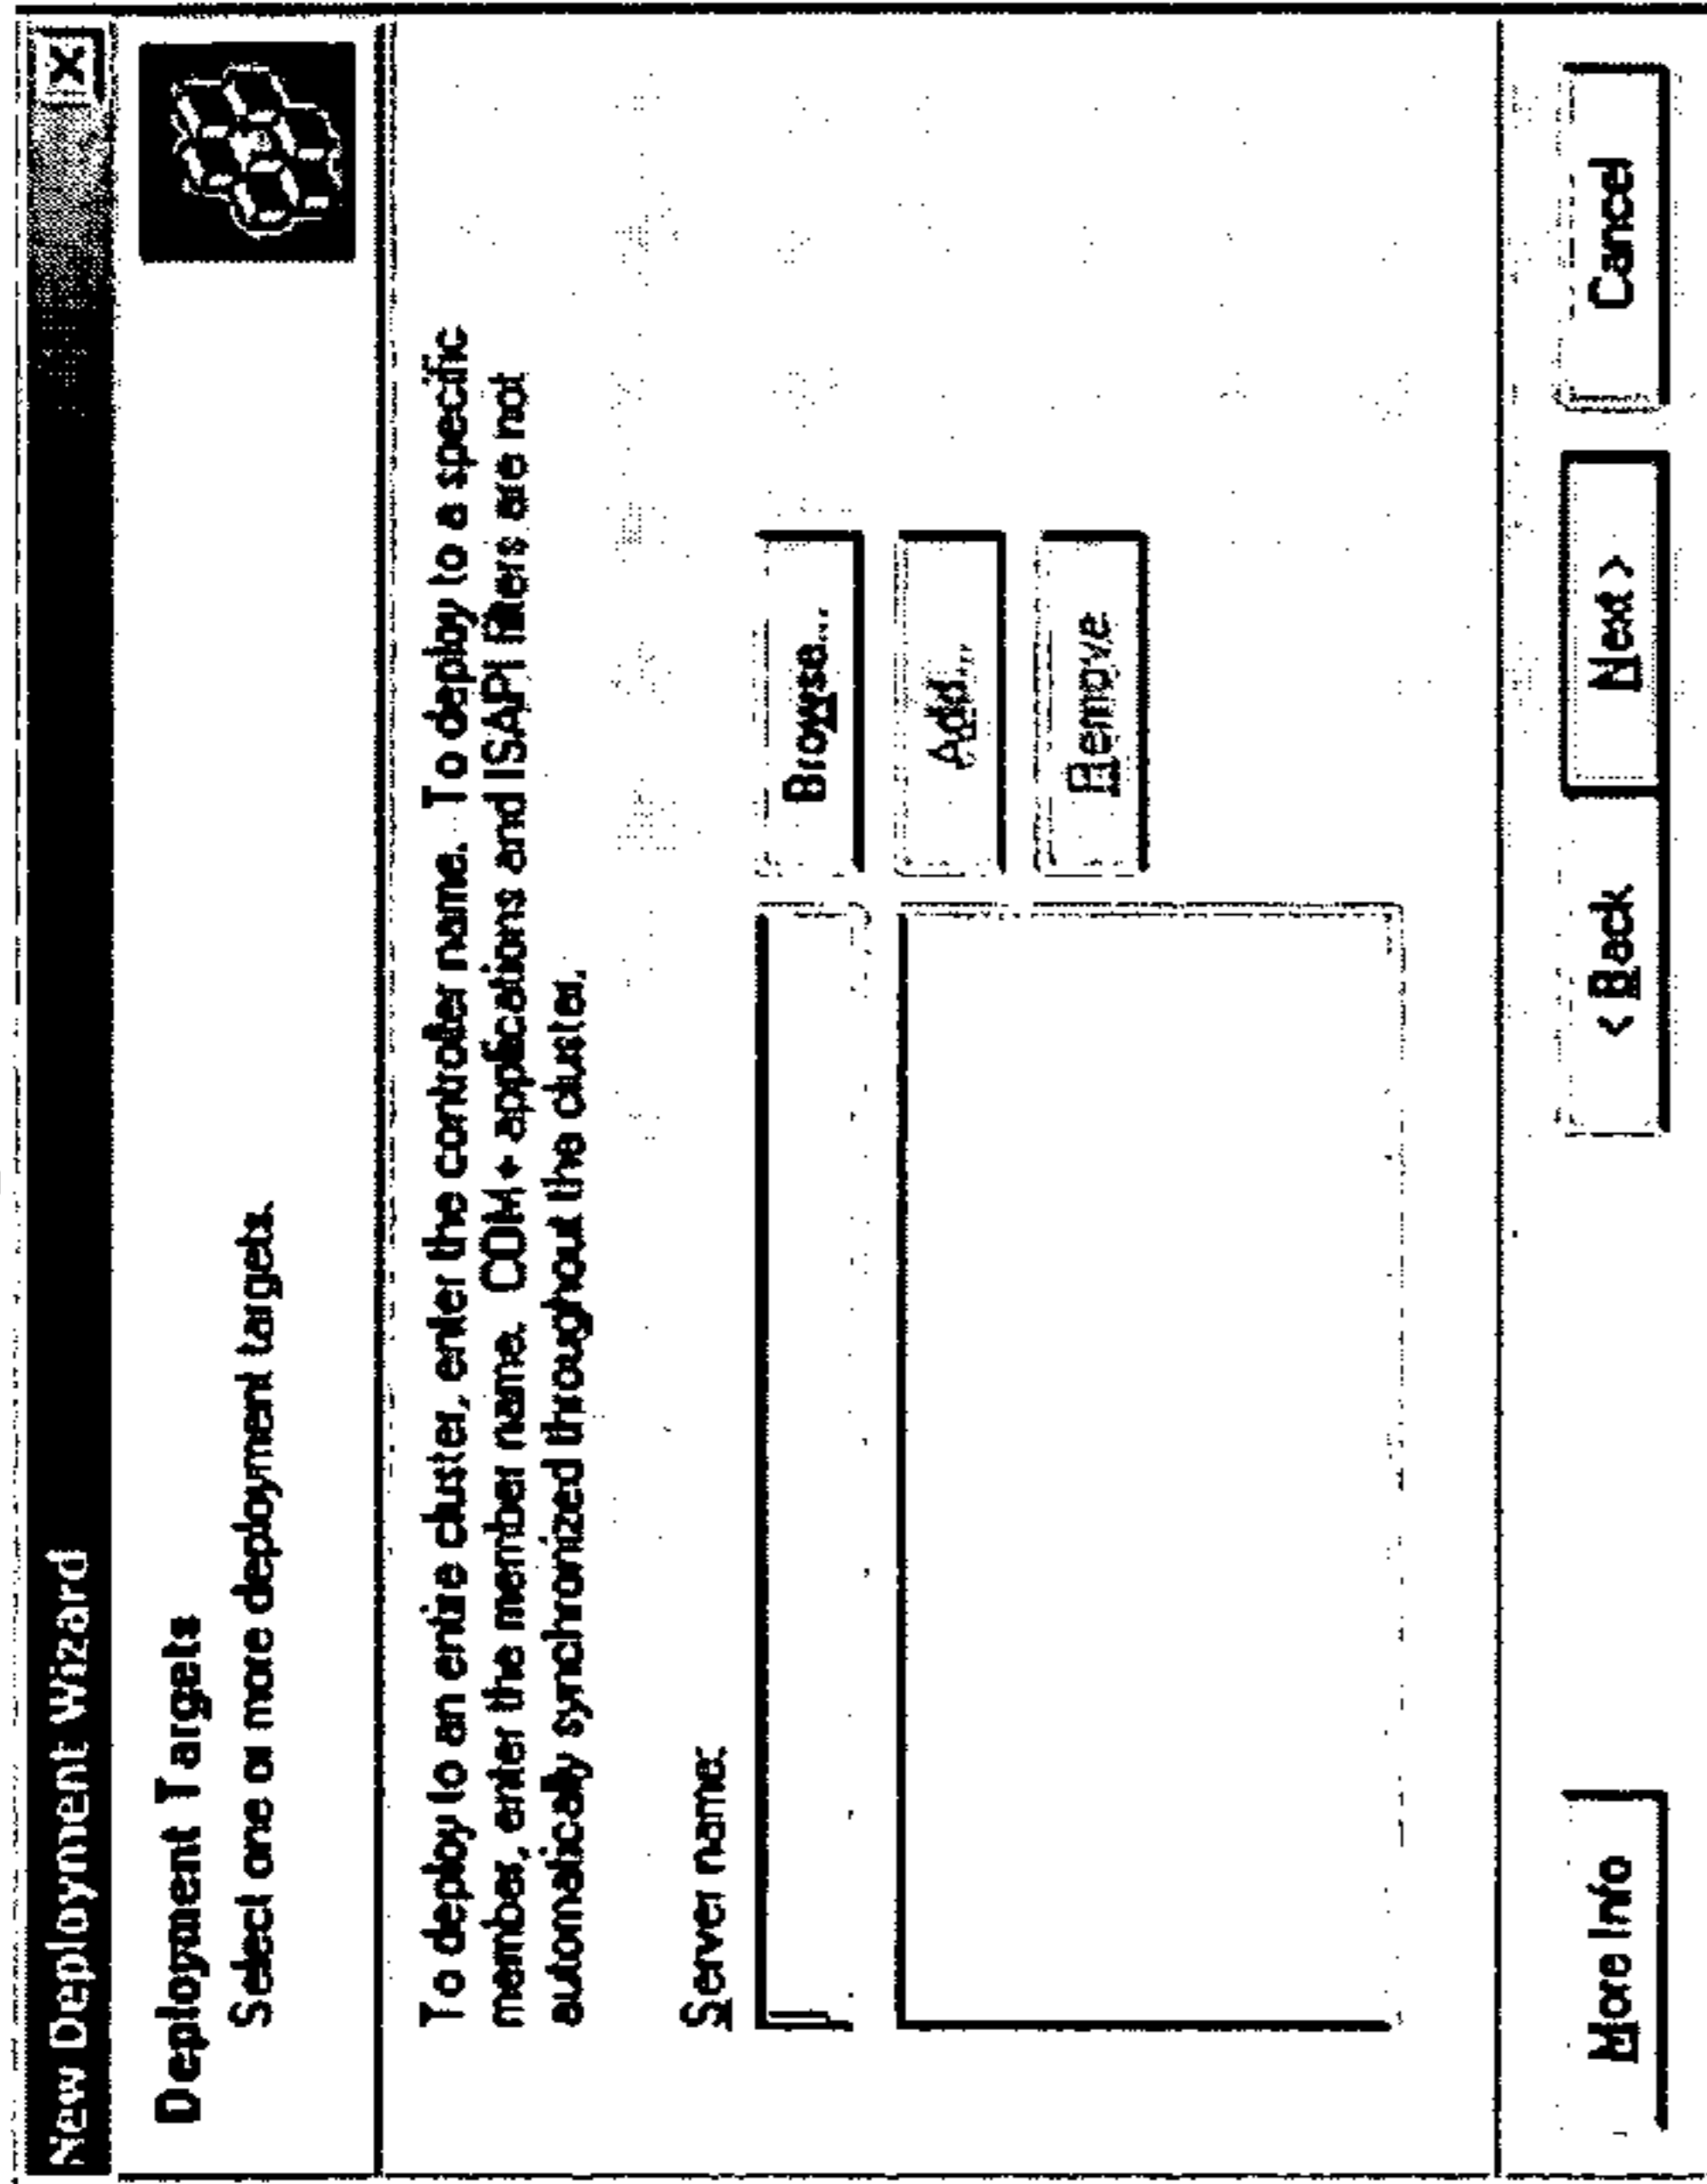 New Deployment Wizard
Deployment Targets
Select one or more deployment targets.
To deploy to an entire cluster, enter the controller name. To deploy to a specific
member, enter the member name. COM+ applications and ISAPI filters are not
automatically synchronized throughout the cluster.
Server name:
Browse...
Add...
Remove
More Info
< Back
Next >
Cancel